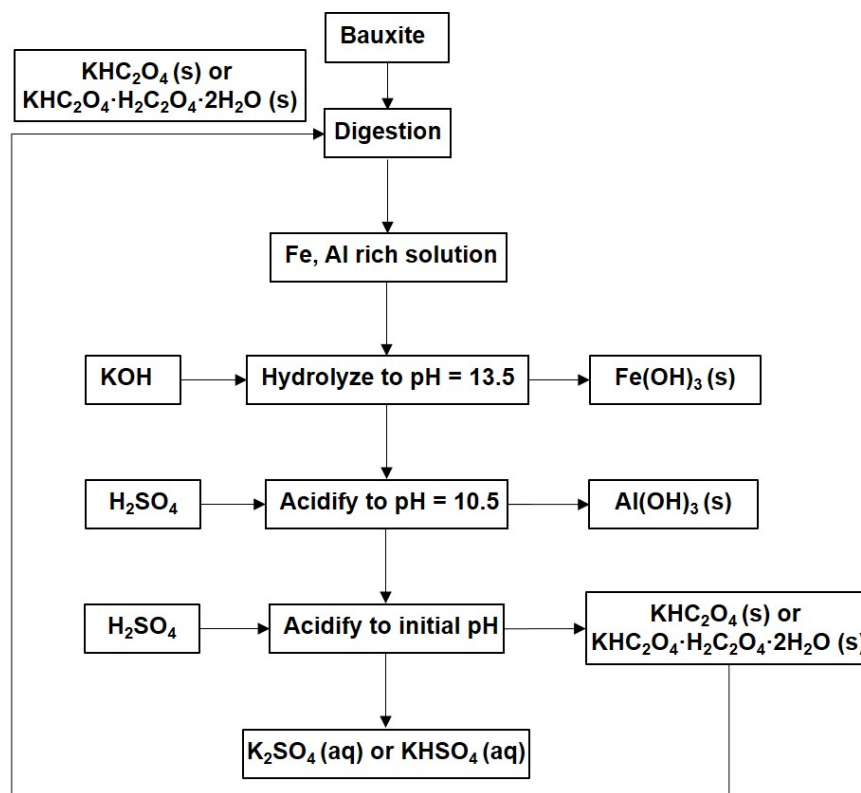 Bauxite
KHC₂O₄ (s) or
KHC₂O₄·H₂C₂O₄·2H₂O (s)
Digestion
Fe, Al rich solution
KOH
Hydrolyze to pH = 13.5
Fe(OH)₃ (s)
H₂SO₄
Acidify to pH = 10.5
Al(OH)₃ (s)
H₂SO₄
Acidify to initial pH
KHC₂O₄ (s) or
KHC₂O₄·H₂C₂O₄·2H₂O (s)
K₂SO₄ (aq) or KHSO₄ (aq)